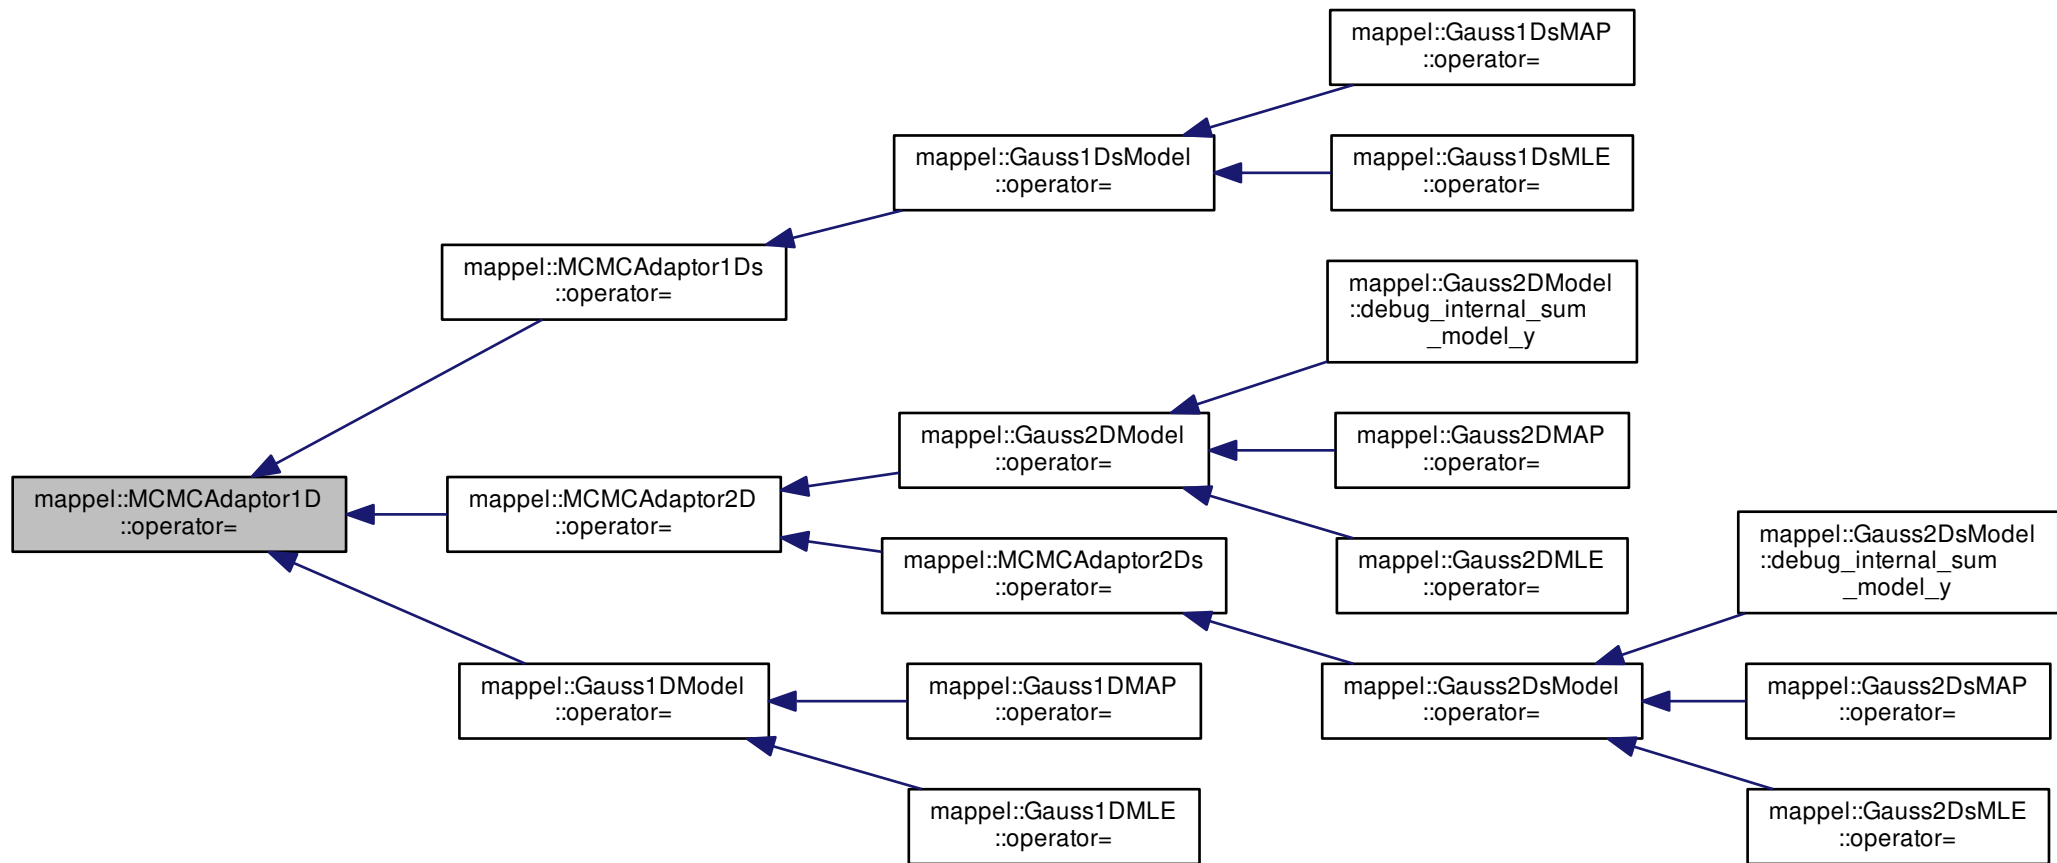 mappel::Gauss1DsMAP
::operator=
mappel::Gauss1DsModel
::operator=
mappel::Gauss1DsMLE
::operator=
mappel::MCMCAdaptor1Ds
::operator=
mappel::Gauss2DModel
::debug_internal_sum
_model_y
mappel::Gauss2DModel
::operator=
mappel::Gauss2DMAP
::operator=
mappel::MCMCAdaptor1D
::operator=
mappel::MCMCAdaptor2D
::operator=
mappel::MCMCAdaptor2Ds
::operator=
mappel::Gauss2DMLE
::operator=
mappel::Gauss2DsModel
::debug_internal_sum
_model_y
mappel::Gauss1DModel
::operator=
mappel::Gauss1DMAP
::operator=
mappel::Gauss2DsModel
::operator=
mappel::Gauss2DsMAP
::operator=
mappel::Gauss1DMLE
::operator=
mappel::Gauss2DsMLE
::operator=